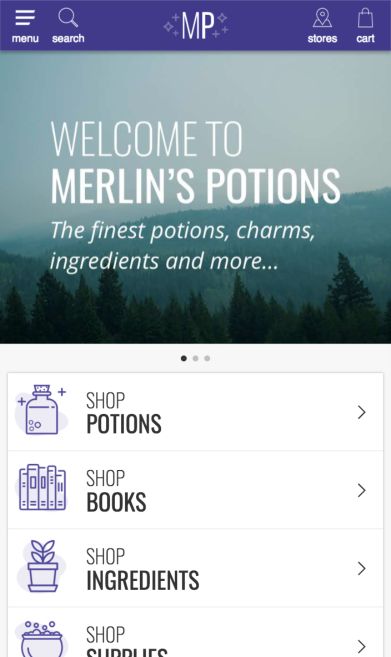 menu
search
MP
stores
cart
WELCOME TO
MERLIN'S POTIONS
The finest potions, charms,
ingredients and more...
SHOP
POTIONS
SHOP
BOOKS
SHOP
INGREDIENTS
SHOP
SUPPLIES